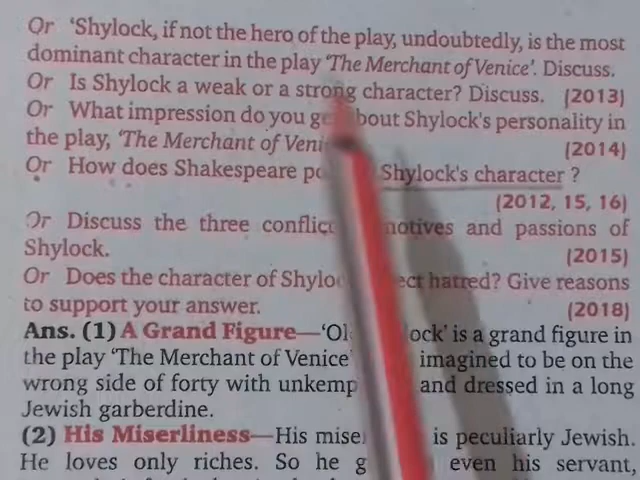 Or 'Shylock, if not the hero of the play, undoubtedly, is the most
dominant character in the play 'The Merchant of Venice'. Discuss.
Or Is Shylock a weak or a strong character? Discuss. (2013)
Or What impression do you ge bout Shylock's personality in
the play, 'The Merchant of Veni (2014)
Or How does Shakespeare po Shylock's character ?
(2012, 15, 16)
Or Discuss the three conflic notives and passions of
Shylock. (2015)
Or Does the character of Shylo ect hatred? Give reasons
to support your answer. (2018)
Ans. (1) A Grand Figure—'Ol ock' is a grand figure in
the play 'The Merchant of Venice' imagined to be on the
wrong side of forty with unkemp and dressed in a long
Jewish garberdine.
(2) His Miserliness—His mise is peculiarly Jewish.
He loves only riches. So he g even his servant,